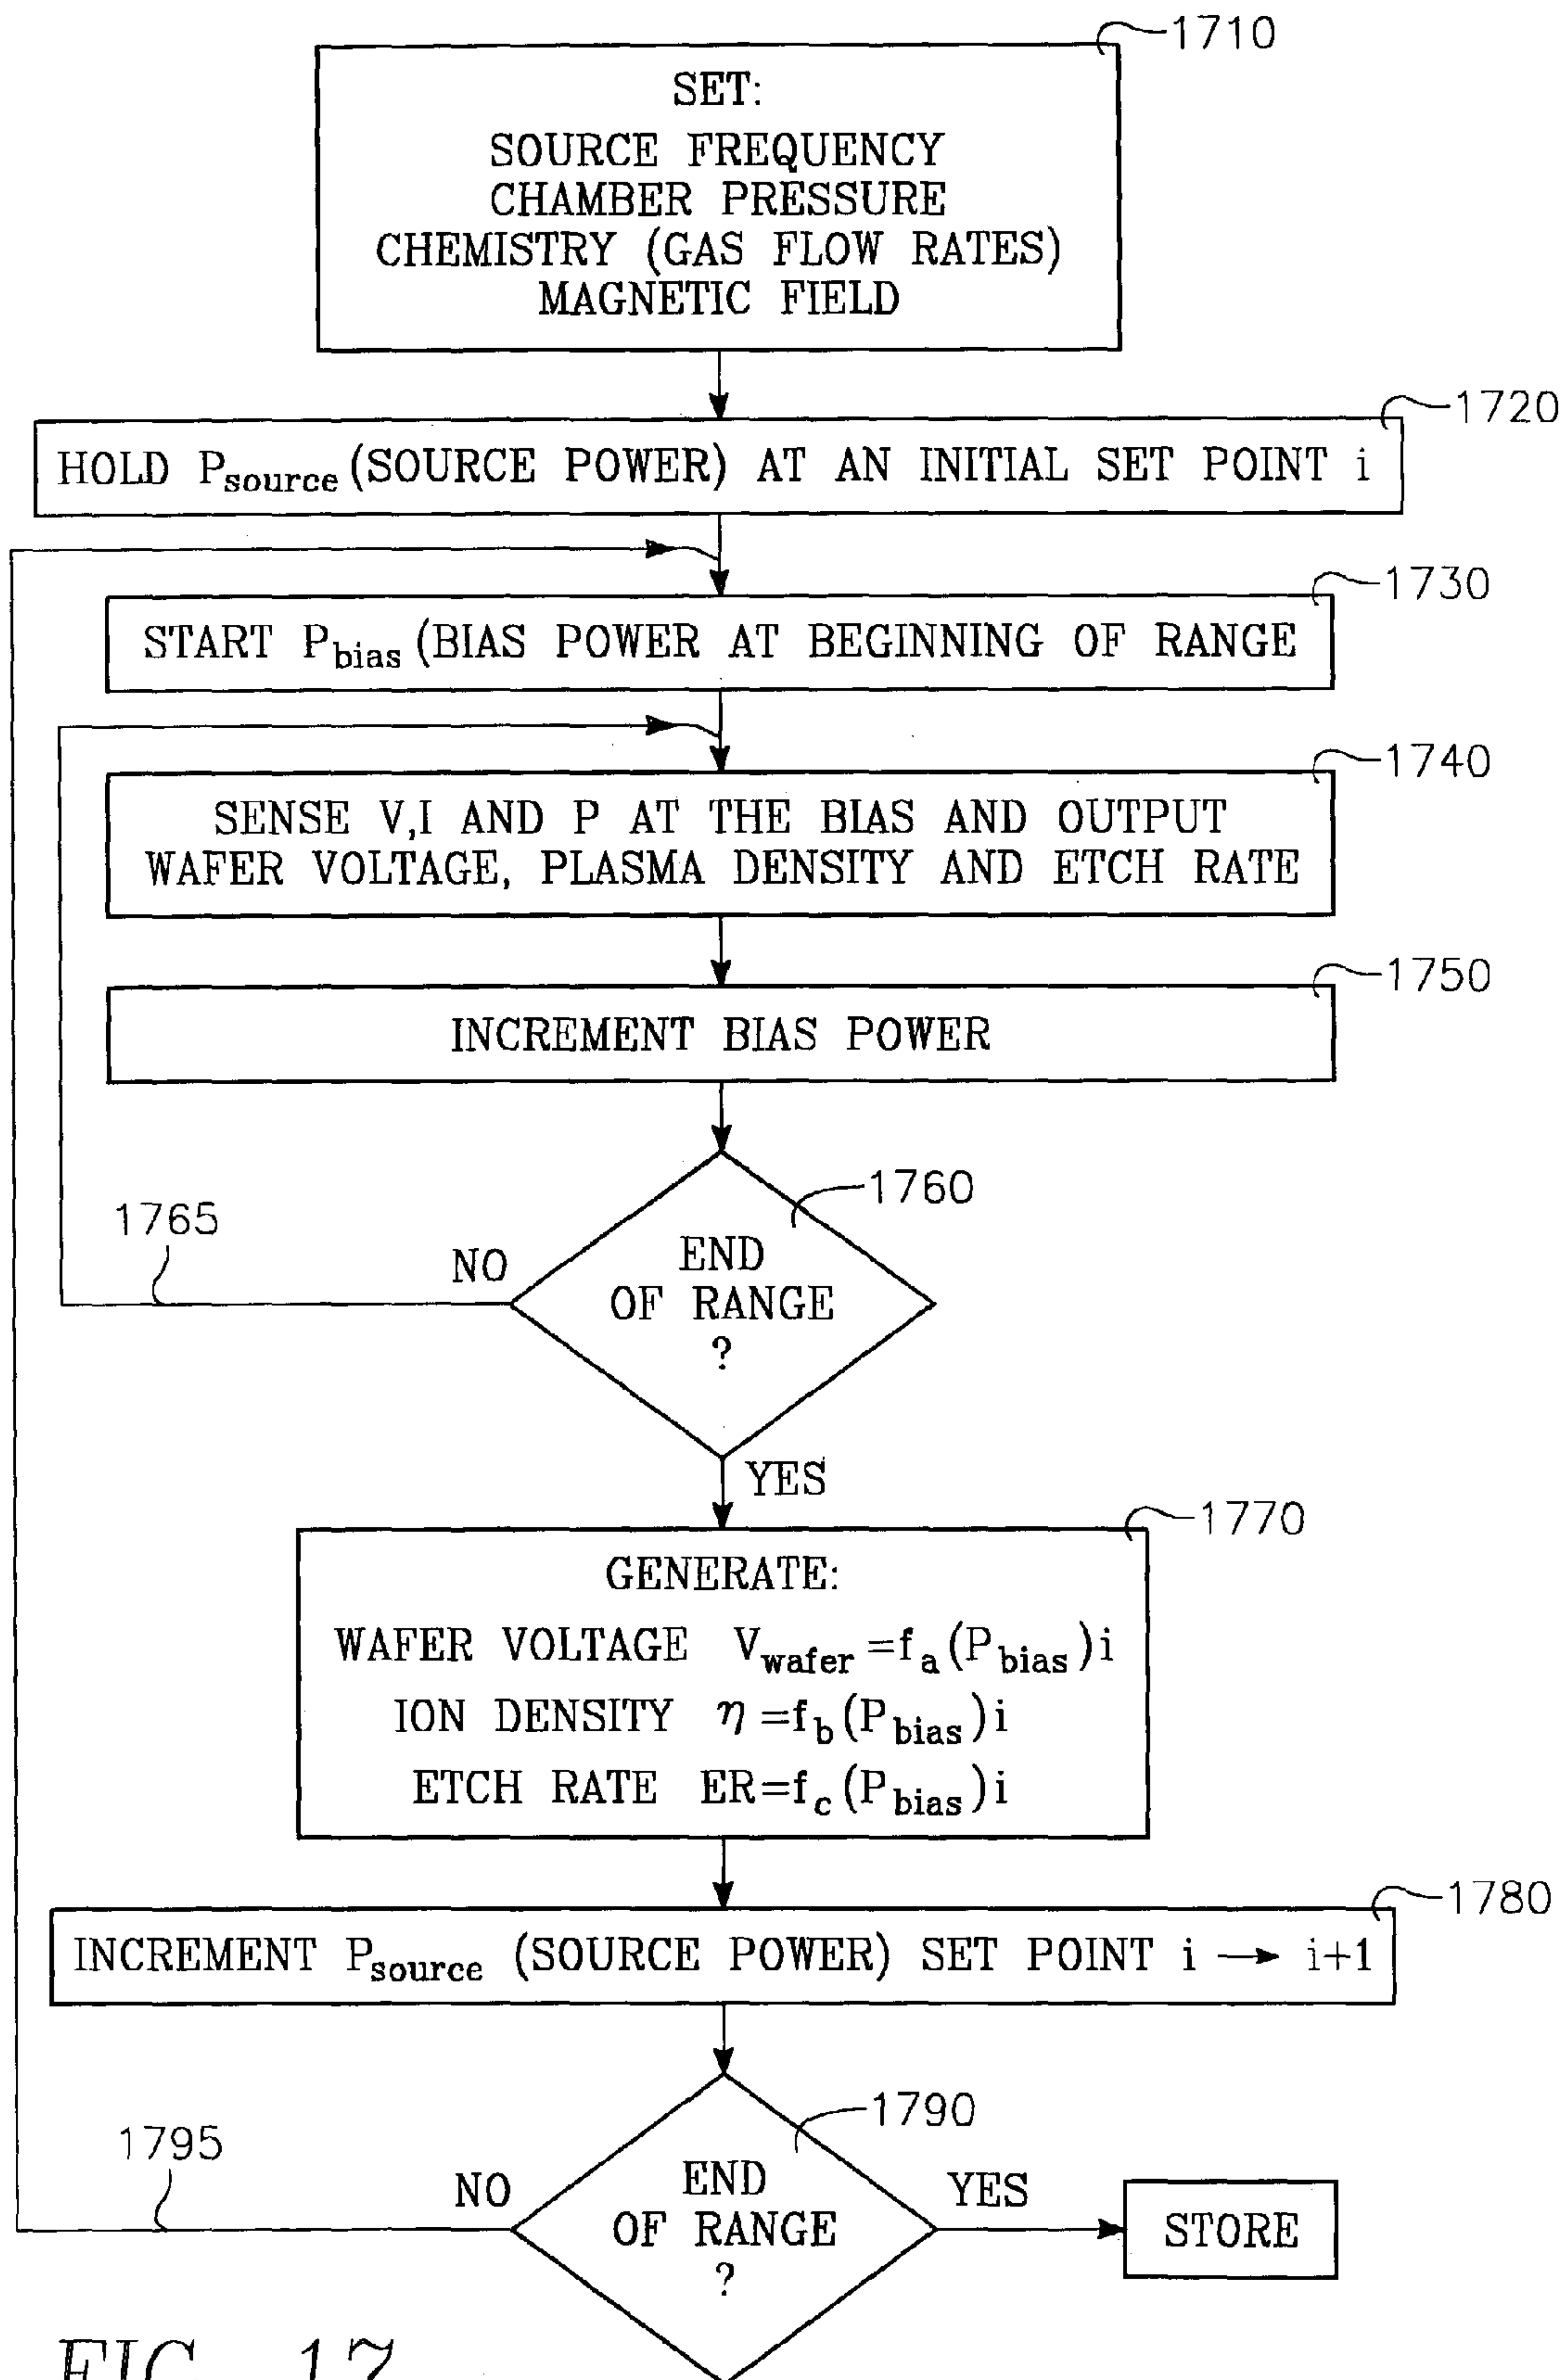 1710
SET:
SOURCE FREQUENCY
CHAMBER PRESSURE
CHEMISTRY (GAS FLOW RATES)
MAGNETIC FIELD
1720
HOLD Psource (SOURCE POWER) AT AN INITIAL SET POINT i
1730
START Pbias (BIAS POWER AT BEGINNING OF RANGE
1740
SENSE V,I AND P AT THE BIAS AND OUTPUT
WAFER VOLTAGE, PLASMA DENSITY AND ETCH RATE
1750
INCREMENT BIAS POWER
1760
1765
NO
END
OF RANGE
?
YES
1770
GENERATE:
WAFER VOLTAGE Vwafer =fa(Pbias)i
ION DENSITY η =fb(Pbias)i
ETCH RATE ER=fc(Pbias)i
1780
INCREMENT Psource (SOURCE POWER) SET POINT i → i+1
1790
1795
NO
END
OF RANGE
?
YES
STORE
FIG. 17